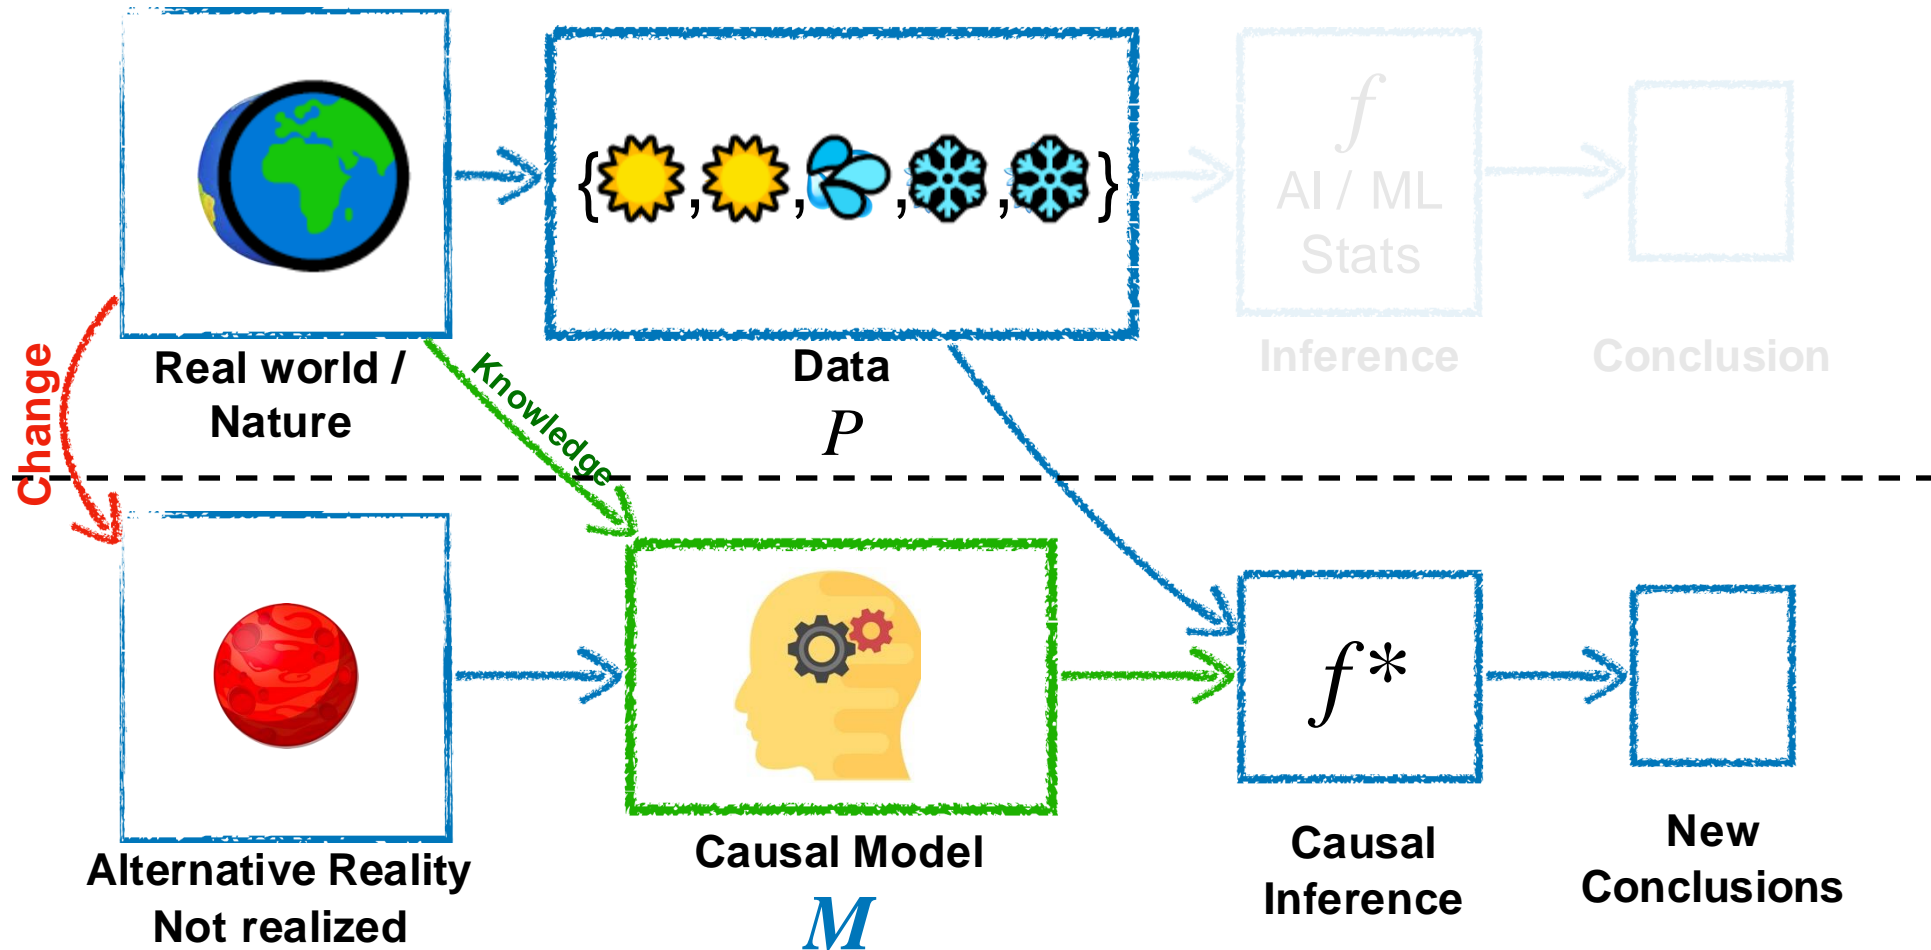 { , , , , }
f
AI / ML
Stats
Real world /
Nature
Data
P
Inference
Conclusion
Change
Knowledge
f*
Alternative Reality
Not realized
Causal Model
M
Causal
Inference
New
Conclusions